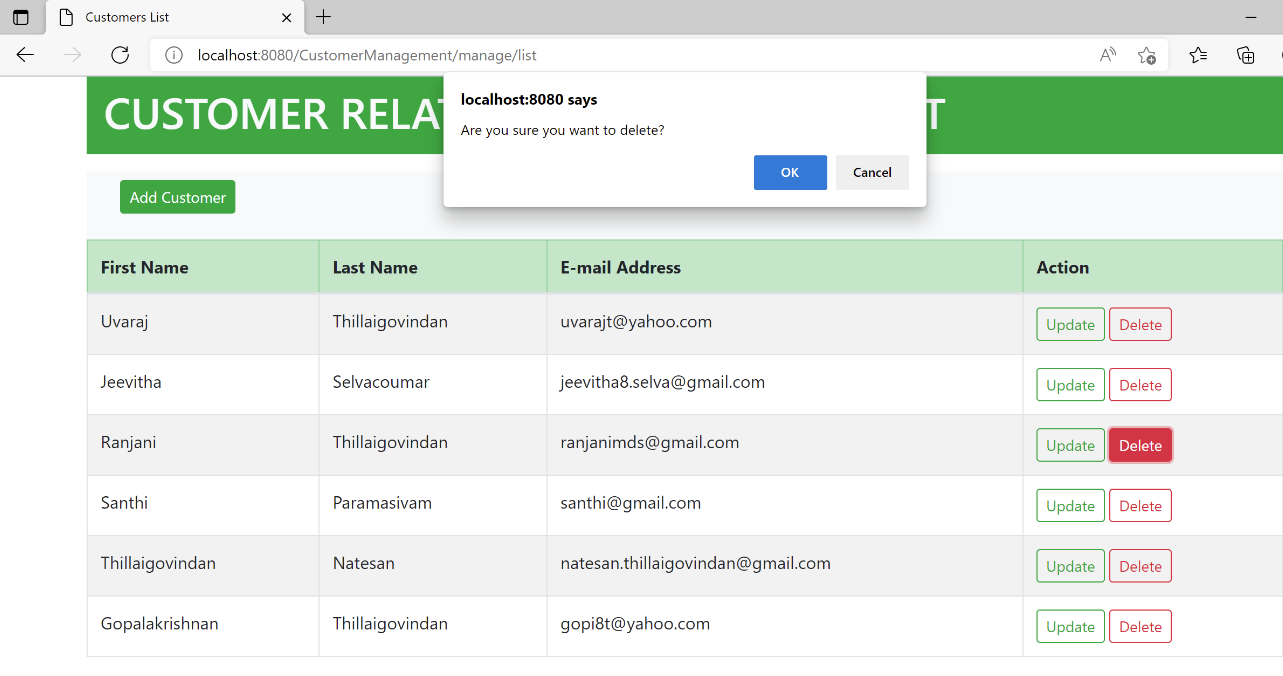 Customers List
localhost:8080/CustomerManagement/manage/list
localhost:8080 says
Are you sure you want to delete?
OK Cancel
CUSTOMER
Add Customer
First Name Last Name E-mail Address Action
Uvaraj Thillaigovindan uvarajt@yahoo.com Update Delete
Jeevitha Selvacoumar jeevitha8.selva@gmail.com Update Delete
Ranjani Thillaigovindan ranjanimds@gmail.com Update Delete
Santhi Paramasivam santhi@gmail.com Update Delete
Thillaigovindan Natesan natesan.thillaigovindan@gmail.com Update Delete
Gopalakrishnan Thillaigovindan gopi8t@yahoo.com Update Delete